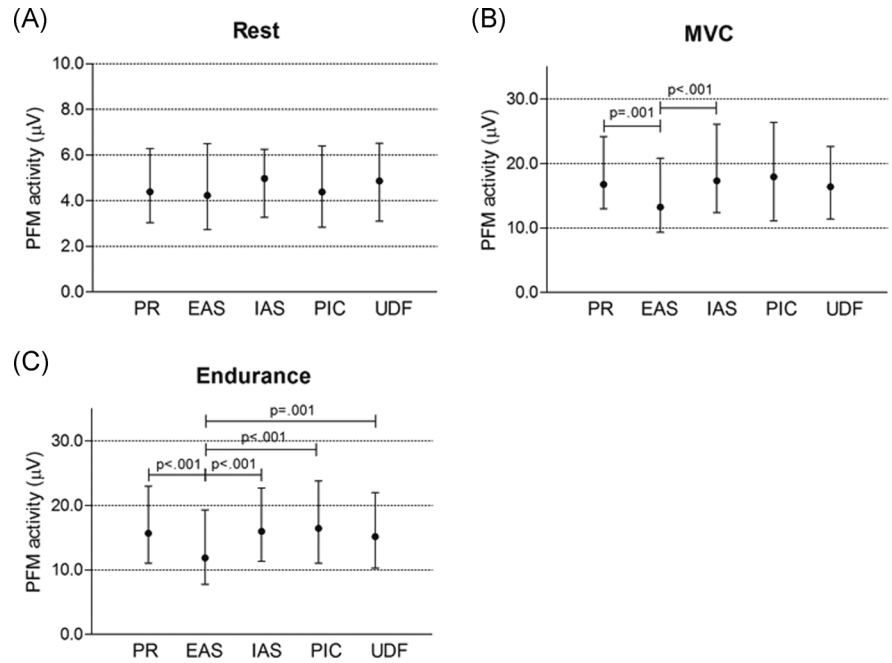 (A)
Rest
PFM activity (μV)
10.0
8.0
6.0
4.0
2.0
0.0
PR EAS IAS PIC UDF
(B)
MVC
PFM activity (μV)
30.0
20.0
10.0
0.0
p=.001
p<.001
PR EAS IAS PIC UDF
(C)
Endurance
PFM activity (μV)
30.0
20.0
10.0
0.0
p=.001
p<.001
p<.001 p<.001
PR EAS IAS PIC UDF